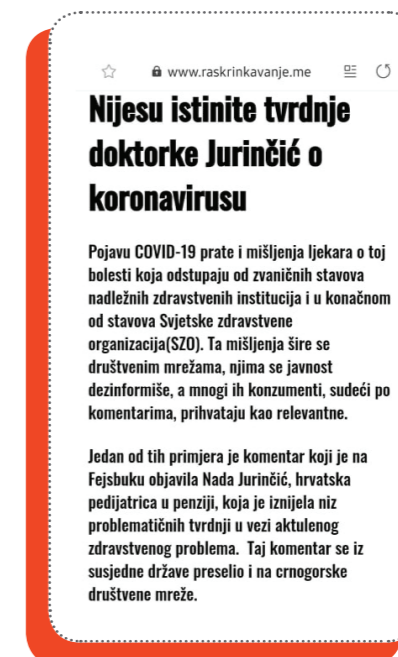 www.raskrinkavanje.me
Nijesu istinite tvrdnje
doktorke Jurinčić o
koronavirusu
Pojavu COVID-19 prate i mišljenja ljekara o toj
bolesti koja odstupaju od zvaničnih stavova
nadležnih zdravstvenih institucija i u konačnom
od stavova Svjetske zdravstvene
organizacija(SZO). Ta mišljenja šire se
društvenim mrežama, njima se javnost
dezinformiše, a mnogi ih konzumenti, sudeći po
komentarima, prihvataju kao relevantne.
Jedan od tih primjera je komentar koji je na
Fejsbuku objavila Nada Jurinčić, hrvatska
pedijatrica u penziji, koja je iznijela niz
problematičnih tvrdnji u vezi aktulenog
zdravstvenog problema. Taj komentar se iz
susjedne države preselio i na crnogorske
društvene mreže.